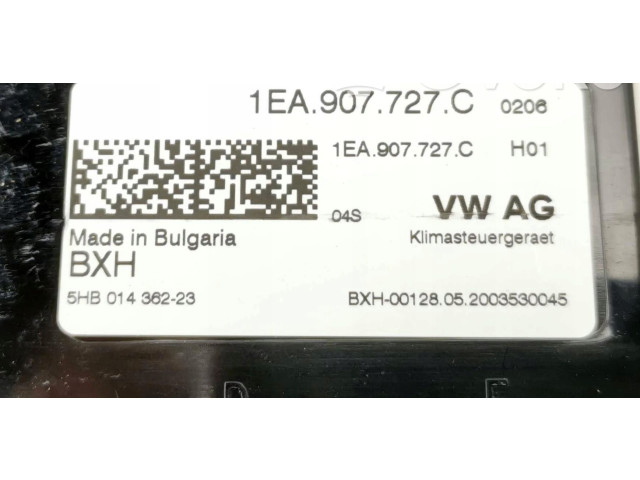 1EA.907.727.C 0206
1EA.907.727.C H01
04S VW AG
Made in Bulgaria Klimasteuergeraet
BXH
5HB 014 362-23 BXH-00128.05.2003530045